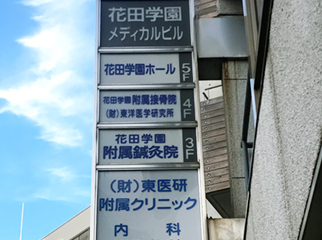 花田学園
メディカルビル
花田学園ホール 5F
花田学園 附属接骨院 4F
(財)東洋医学研究所
花田学園 3F
附属鍼灸院
(財)東医研
附属クリニック
内科